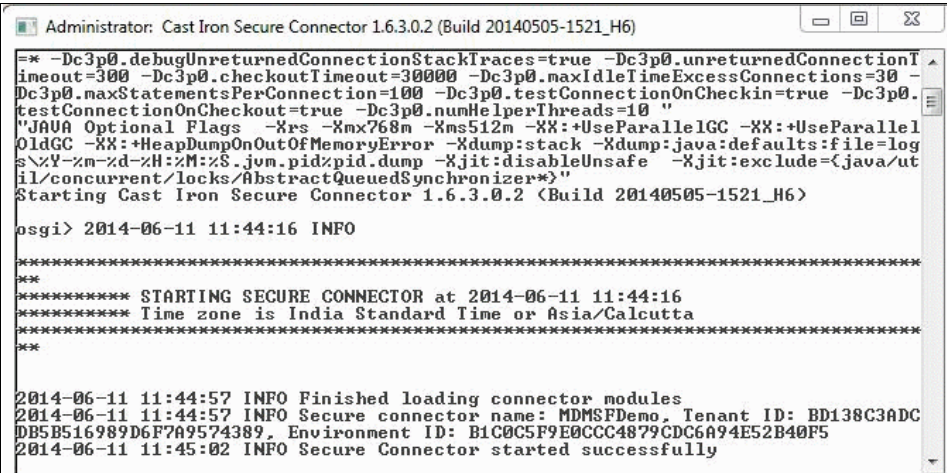 Administrator: Cast Iron Secure Connector 1.6.3.0.2 (Build 20140505-1521_H6)
=* -Dc3p0.debugUnreturnedConnectionStackTraces=true -Dc3p0.unreturnedConnectionT
imeout=300 -Dc3p0.checkoutTimeout=30000 -Dc3p0.maxIdleTimeExcessConnections=30 -
Dc3p0.maxStatementsPerConnection=100 -Dc3p0.testConnectionOnCheckin=true -Dc3p0.
testConnectionOnCheckout=true -Dc3p0.numHelperThreads=10 "
"JAVA Optional Flags  -Xrs -Xmx768m -Xms512m -XX:+UseParallelGC -XX:+UseParallel
OldGC -XX:+HeapDumpOnOutOfMemoryError -Xdump:stack -Xdump:java:defaults:file=log
s\%Y-%m-%d-%H:%M:%S.jvm.pid%pid.dump -Xjit:disableUnsafe  -Xjit:exclude={java/ut
il/concurrent/locks/AbstractQueuedSynchronizer*}"
Starting Cast Iron Secure Connector 1.6.3.0.2 (Build 20140505-1521_H6)
osgi> 2014-06-11 11:44:16 INFO
********************************************************************************
**
********** STARTING SECURE CONNECTOR at 2014-06-11 11:44:16
********** Time zone is India Standard Time or Asia/Calcutta
********************************************************************************
**
2014-06-11 11:44:57 INFO Finished loading connector modules
2014-06-11 11:44:57 INFO Secure connector name: MDMSFDemo, Tenant ID: BD138C3ADC
DB5B516989D6F7A9574389, Environment ID: B1C0C5F9E0CCC4879CDC6A94E52B40F5
2014-06-11 11:45:02 INFO Secure Connector started successfully